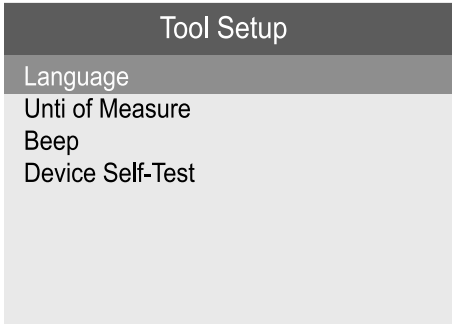 Tool Setup
Language
Unti of Measure
Beep
Device Self-Test